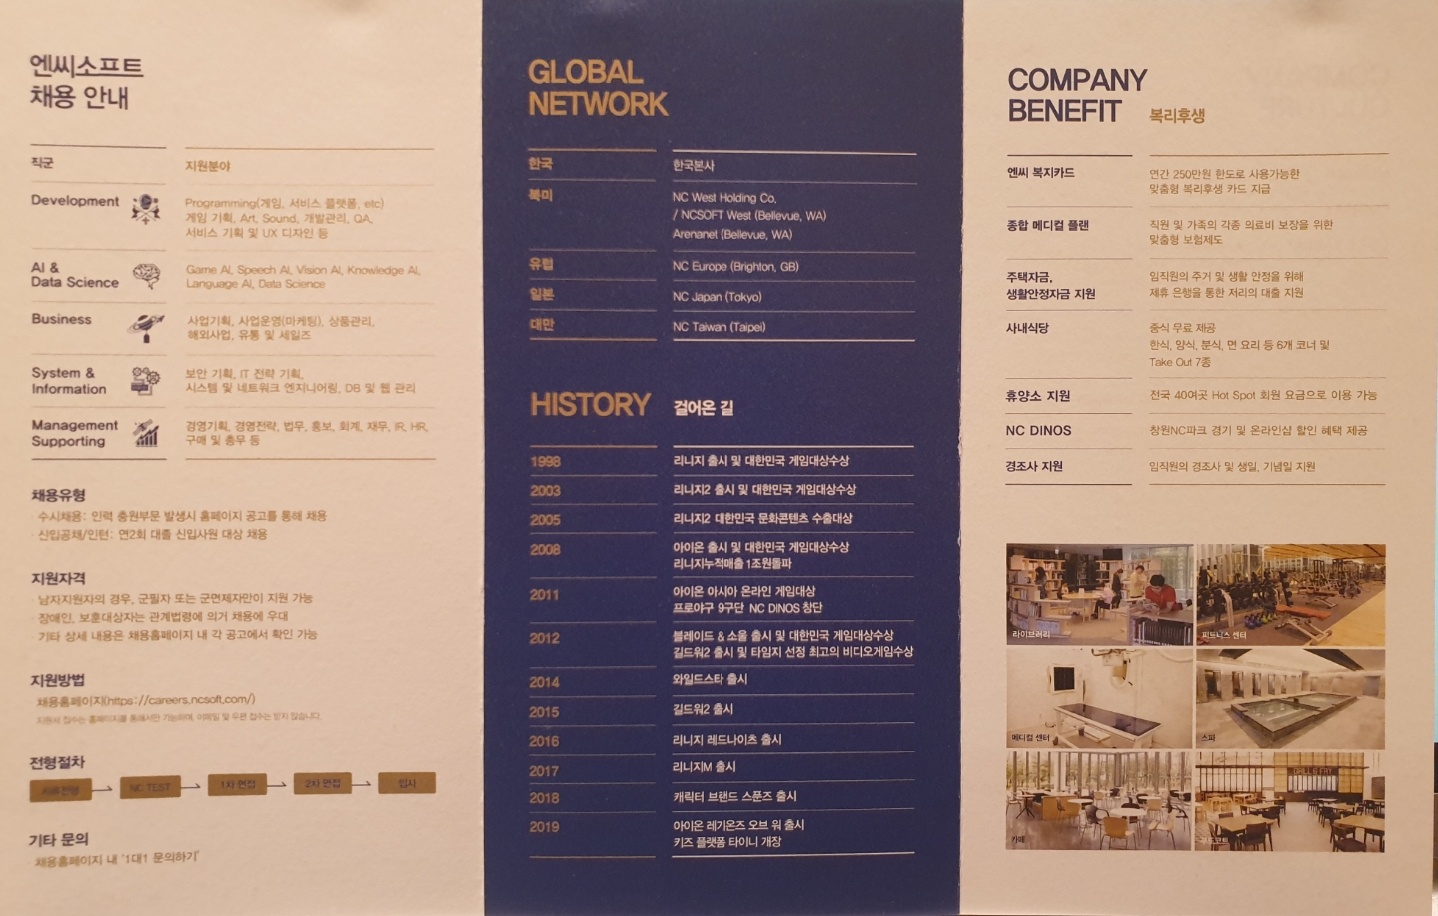 엔씨소프트
채용 안내
직군
지원분야
Development
Programming(게임, 서비스 플랫폼, etc)
게임 기획, Art, Sound, 개발관리, QA,
서비스 기획 및 UX 디자인 등
AI &
Data Science
Game AI, Speech AI, Vision AI, Knowledge AI,
Language AI, Data Science
Business
사업기획, 사업운영(마케팅), 상품관리,
해외사업, 유통 및 세일즈
System &
Information
보안 기획, IT 전략 기획,
시스템 및 네트워크 엔지니어링, DB 및 웹 관리
Management
Supporting
경영기획, 경영전략, 법무, 홍보, 회계, 재무, IR, HR,
구매 및 총무 등
채용유형
· 수시채용: 인력 충원부문 발생시 홈페이지 공고를 통해 채용
· 신입공채/인턴: 연2회 대졸 신입사원 대상 채용
지원자격
· 남자지원자의 경우, 군필자 또는 군면제자만이 지원 가능
· 장애인, 보훈대상자는 관계법령에 의거 채용에 우대
· 기타 상세 내용은 채용홈페이지 내 각 공고에서 확인 가능
지원방법
· 채용홈페이지(https://careers.ncsoft.com/)
지원서 접수는 홈페이지를 통해서만 가능하며, 이메일 및 우편 접수는 받지 않습니다.
전형절차
서류전형
NC TEST
1차 면접
2차 면접
입사
기타 문의
· 채용홈페이지 내 '1대1 문의하기'
GLOBAL
NETWORK
한국
한국본사
북미
NC West Holding Co.
/ NCSOFT West (Bellevue, WA)
Arenanet (Bellevue, WA)
유럽
NC Europe (Brighton, GB)
일본
NC Japan (Tokyo)
대만
NC Taiwan (Taipei)
HISTORY 걸어온 길
1998
리니지 출시 및 대한민국 게임대상수상
2003
리니지2 출시 및 대한민국 게임대상수상
2005
리니지2 대한민국 문화콘텐츠 수출대상
2008
아이온 출시 및 대한민국 게임대상수상
리니지누적매출 1조원돌파
2011
아이온 아시아 온라인 게임대상
프로야구 9구단 NC DINOS 창단
2012
블레이드 & 소울 출시 및 대한민국 게임대상수상
길드워2 출시 및 타임지 선정 최고의 비디오게임수상
2014
와일드스타 출시
2015
길드워2 출시
2016
리니지 레드나이츠 출시
2017
리니지M 출시
2018
캐릭터 브랜드 스푼즈 출시
2019
아이온 레기온즈 오브 워 출시
키즈 플랫폼 타이니 개장
COMPANY
BENEFIT 복리후생
엔씨 복지카드
연간 250만원 한도로 사용가능한
맞춤형 복리후생 카드 지급
종합 메디컬 플랜
직원 및 가족의 각종 의료비 보장을 위한
맞춤형 보험제도
주택자금,
생활안정자금 지원
임직원의 주거 및 생활 안정을 위해
제휴 은행을 통한 저리의 대출 지원
사내식당
중식 무료 제공
한식, 양식, 분식, 면 요리 등 6개 코너 및
Take Out 7종
휴양소 지원
전국 40여곳 Hot Spot 회원 요금으로 이용 가능
NC DINOS
창원NC파크 경기 및 온라인샵 할인 혜택 제공
경조사 지원
임직원의 경조사 및 생일, 기념일 지원
라이브러리
피트니스 센터
메디컬 센터
스파
카페
푸드코트